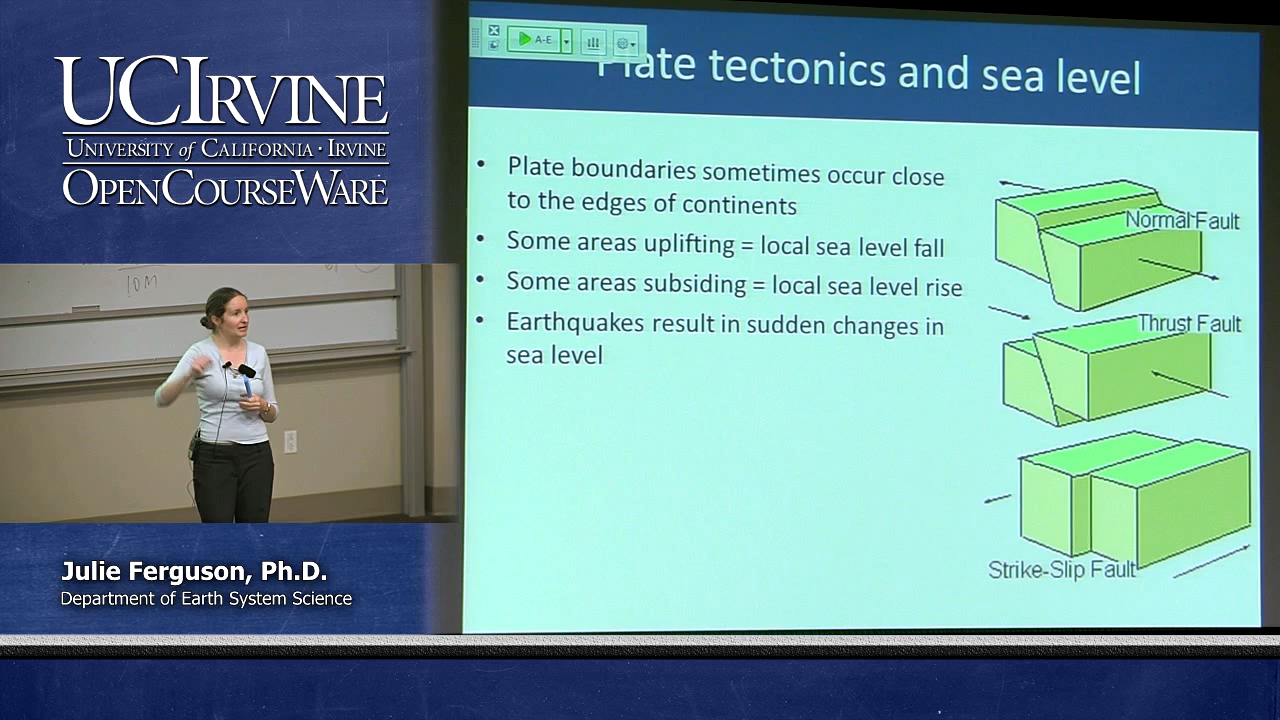 UCIRVINE
UNIVERSITY of CALIFORNIA · IRVINE
OPENCOURSEWARE
10M
Julie Ferguson, Ph.D.
Department of Earth System Science
A-E
Plate tectonics and sea level
• Plate boundaries sometimes occur close
to the edges of continents
• Some areas uplifting = local sea level fall
• Some areas subsiding = local sea level rise
• Earthquakes result in sudden changes in
sea level
Normal Fault
Thrust Fault
Strike-Slip Fault